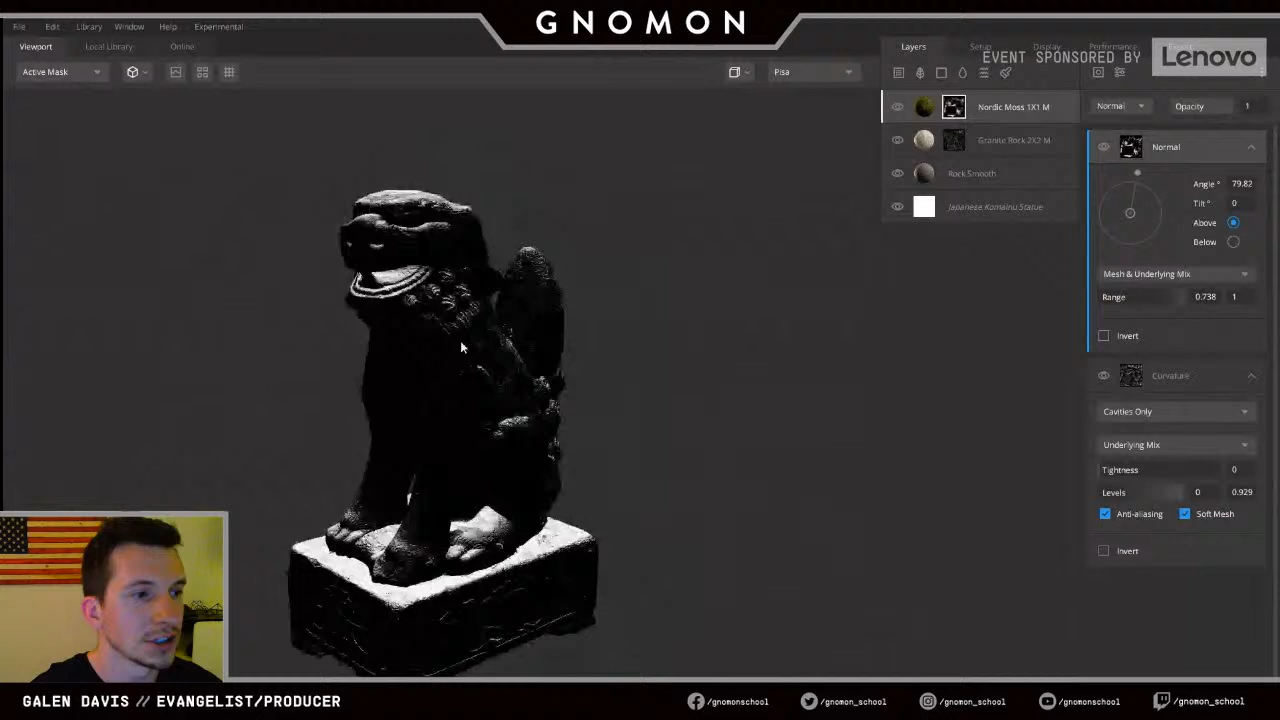 GNOMON
File Edit Library Window Help Experimental
Viewport Local Library Online
Layers Setup Display Performance Export
EVENT SPONSORED BY Lenovo
Active Mask
Pisa
Nordic Moss 1X1 M
Normal Opacity 1
Granite Rock 2X2 M
Normal
Rock Smooth
Angle ° 79.82
Tilt ° 0
Japanese Komainu Statue
Above
Below
Mesh & Underlying Mix
Range 0.738 1
Invert
Curvature
Cavities Only
Underlying Mix
Tightness 0
Levels 0 0.929
Anti-aliasing Soft Mesh
Invert
GALEN DAVIS // EVANGELIST/PRODUCER
/gnomonschool /gnomon_school /gnomon_school /gnomonschool /gnomon_school